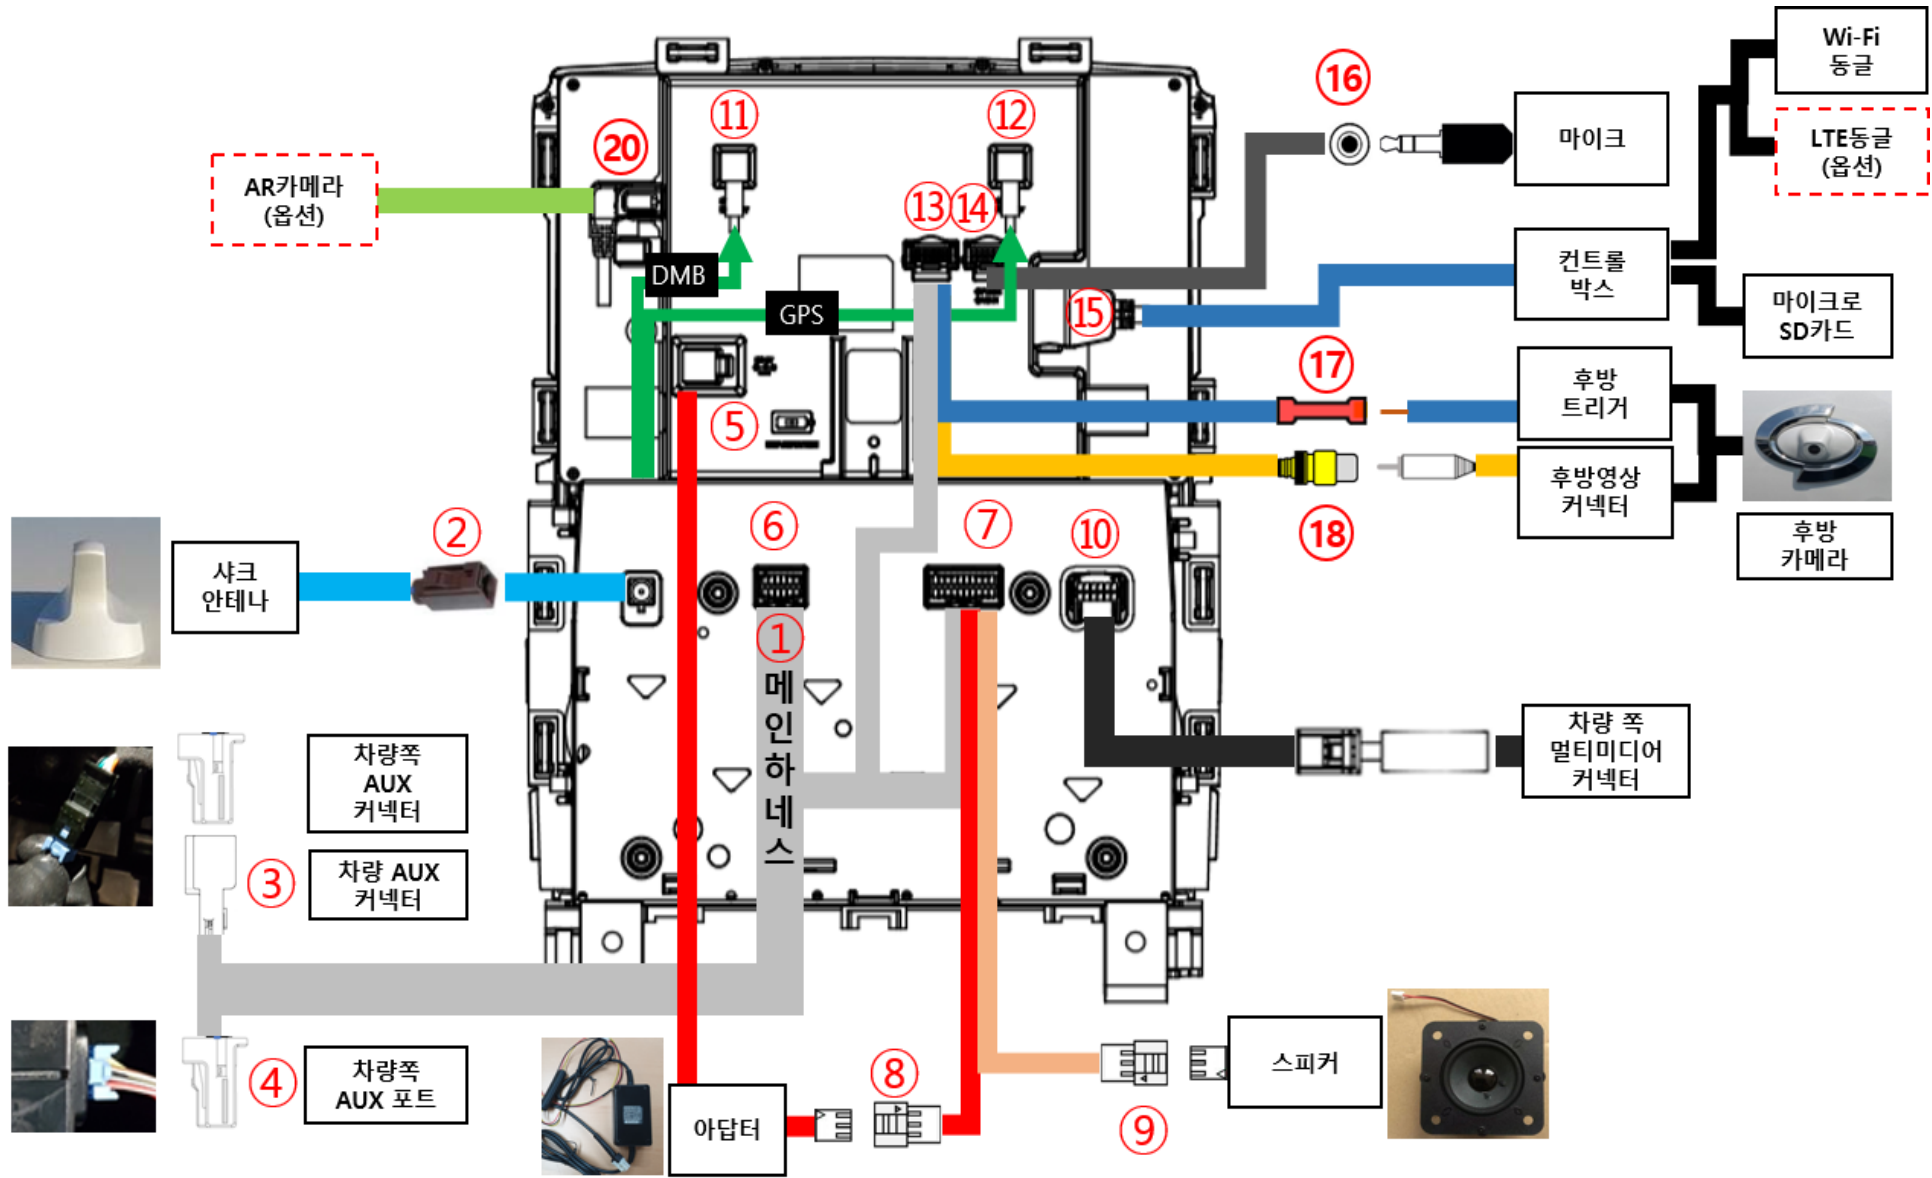 Wi-Fi
동글
⑯
⑪
⑫
마이크
LTE동글
(옵션)
⑳
AR카메라
(옵션)
⑬
⑭
컨트롤
박스
DMB
GPS
⑮
마이크로
SD카드
⑰
후방
트리거
⑤
후방영상
커넥터
⑱
후방
카메라
②
⑥
⑦
⑩
샤크
안테나
①
메
인
하
네
스
차량 쪽
멀티미디어
커넥터
차량쪽
AUX
커넥터
③
차량 AUX
커넥터
④
차량쪽
AUX 포트
⑧
아답터
⑨
스피커